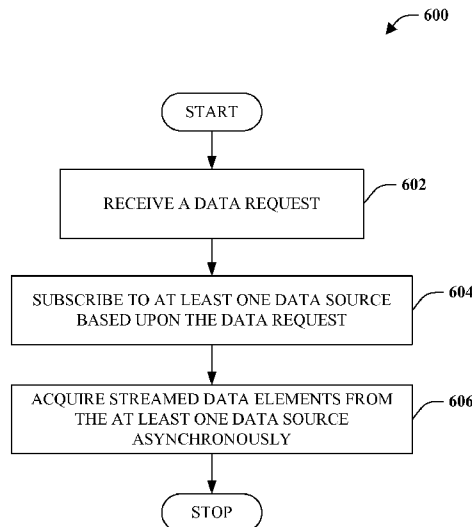 600
START
RECEIVE A DATA REQUEST
602
SUBSCRIBE TO AT LEAST ONE DATA SOURCE
BASED UPON THE DATA REQUEST
604
ACQUIRE STREAMED DATA ELEMENTS FROM
THE AT LEAST ONE DATA SOURCE
ASYNCHRONOUSLY
606
STOP